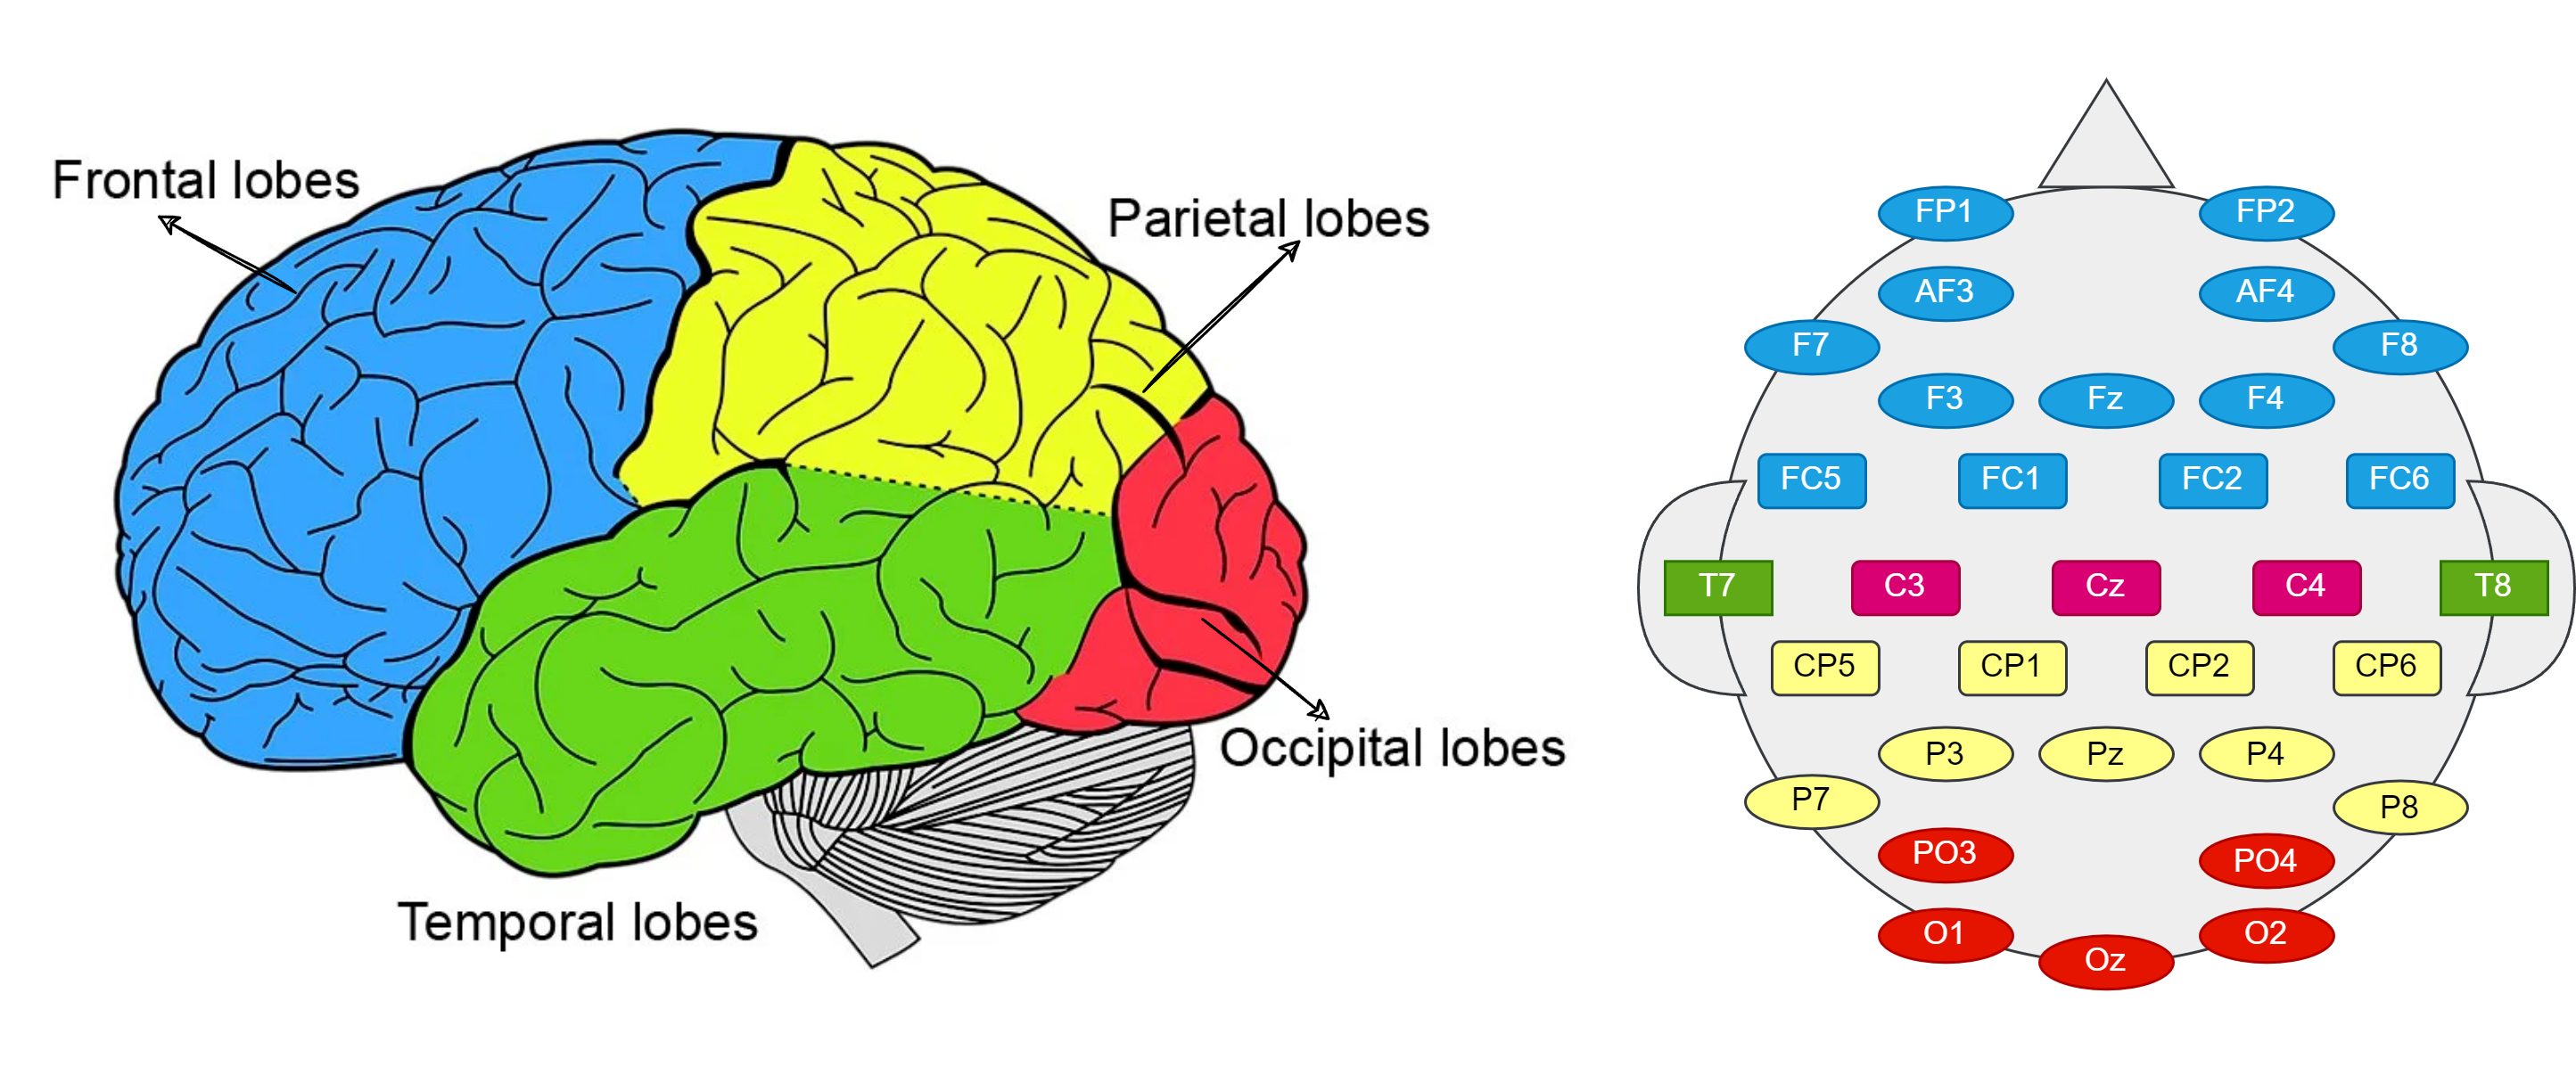 Frontal lobes
Parietal lobes
Occipital lobes
Temporal lobes
FP1 FP2
AF3 AF4
F7 F8
F3 Fz F4
FC5 FC1 FC2 FC6
T7 C3 Cz C4 T8
CP5 CP1 CP2 CP6
P3 Pz P4
P7 P8
PO3 PO4
O1 O2
Oz